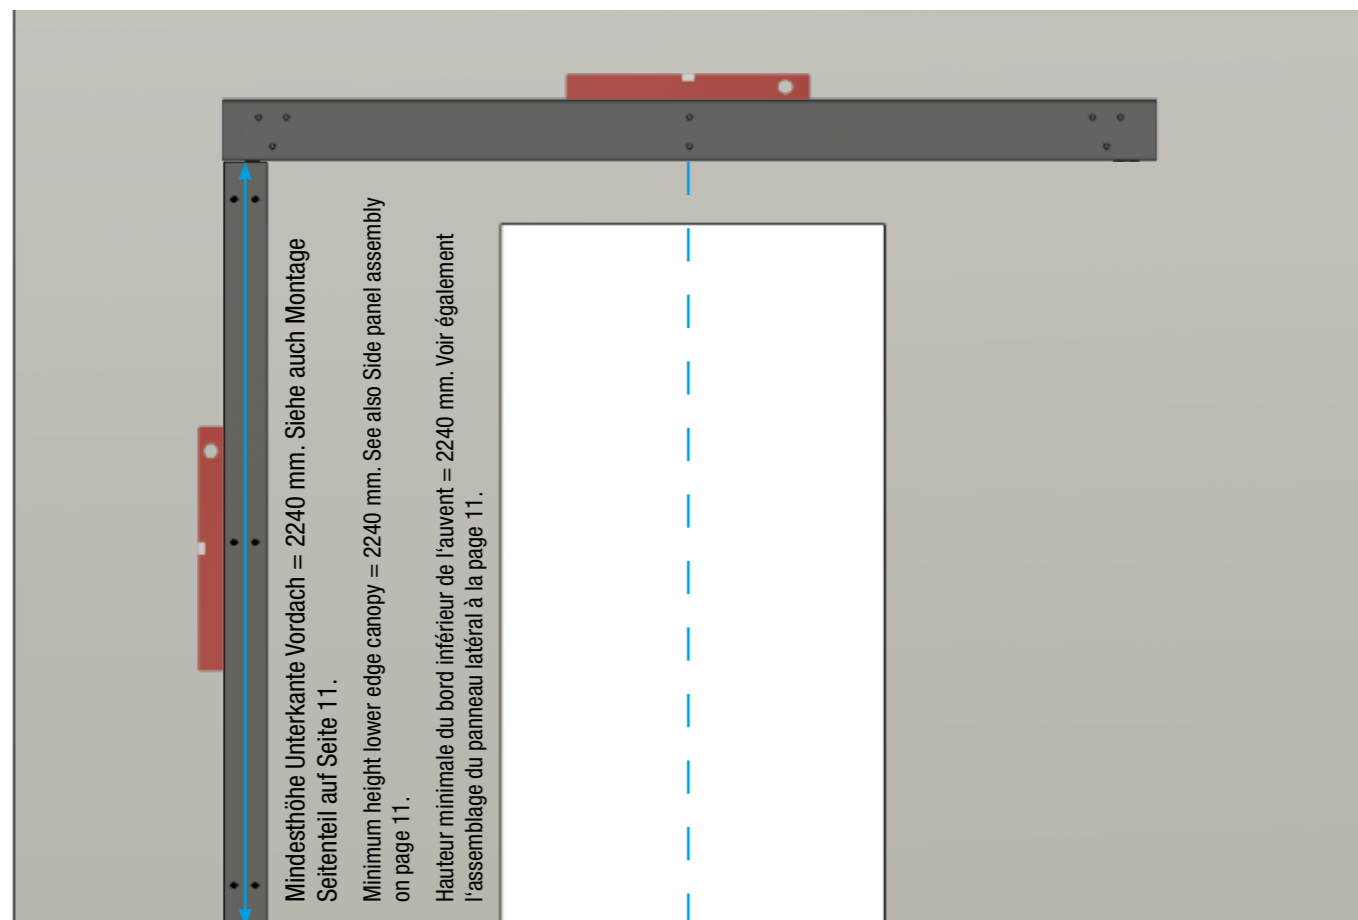 Mindesthöhe Unterkante Vordach = 2240 mm. Siehe auch Montage
Seitenteil auf Seite 11.
Minimum height lower edge canopy = 2240 mm. See also Side panel assembly
on page 11.
Hauteur minimale du bord inférieur de l‘auvent = 2240 mm. Voir également
l‘assemblage du panneau latéral à la page 11.